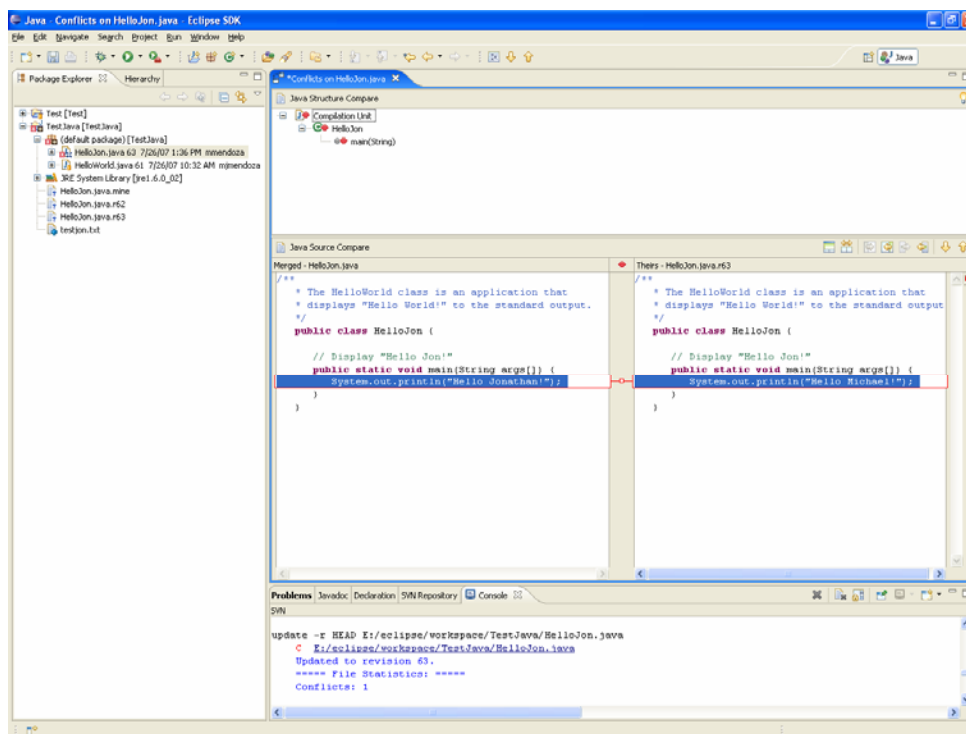 Java - Conflicts on HelloJon.java - Eclipse SDK
File Edit Navigate Search Project Run Window Help
Java
Package Explorer Hierarchy
Test [Test]
TestJava [TestJava]
(default package) [TestJava]
HelloJon.java 63 7/26/07 1:36 PM mmendoza
HelloWorld.java 61 7/26/07 10:32 AM mjmendoza
JRE System Library [jre1.6.0_02]
HelloJon.java.mine
HelloJon.java.r62
HelloJon.java.r63
testjon.txt
*Conflicts on HelloJon.java
Java Structure Compare
Compilation Unit
HelloJon
main(String)
Java Source Compare
Merged - HelloJon.java
/**
* The HelloWorld class is an application that
* displays "Hello World!" to the standard output.
*/
public class HelloJon {
// Display "Hello Jon!"
public static void main(String args[]) {
System.out.println("Hello Jonathan!");
}
}
Theirs - HelloJon.java.r63
/**
* The HelloWorld class is an application that
* displays "Hello World!" to the standard output
*/
public class HelloJon {
// Display "Hello Jon!"
public static void main(String args[]) {
System.out.println("Hello Michael!");
}
}
Problems Javadoc Declaration SVN Repository Console
SVN
update -r HEAD E:/eclipse/workspace/TestJava/HelloJon.java
C E:/eclipse/workspace/TestJava/HelloJon.java
Updated to revision 63.
===== File Statistics: =====
Conflicts: 1